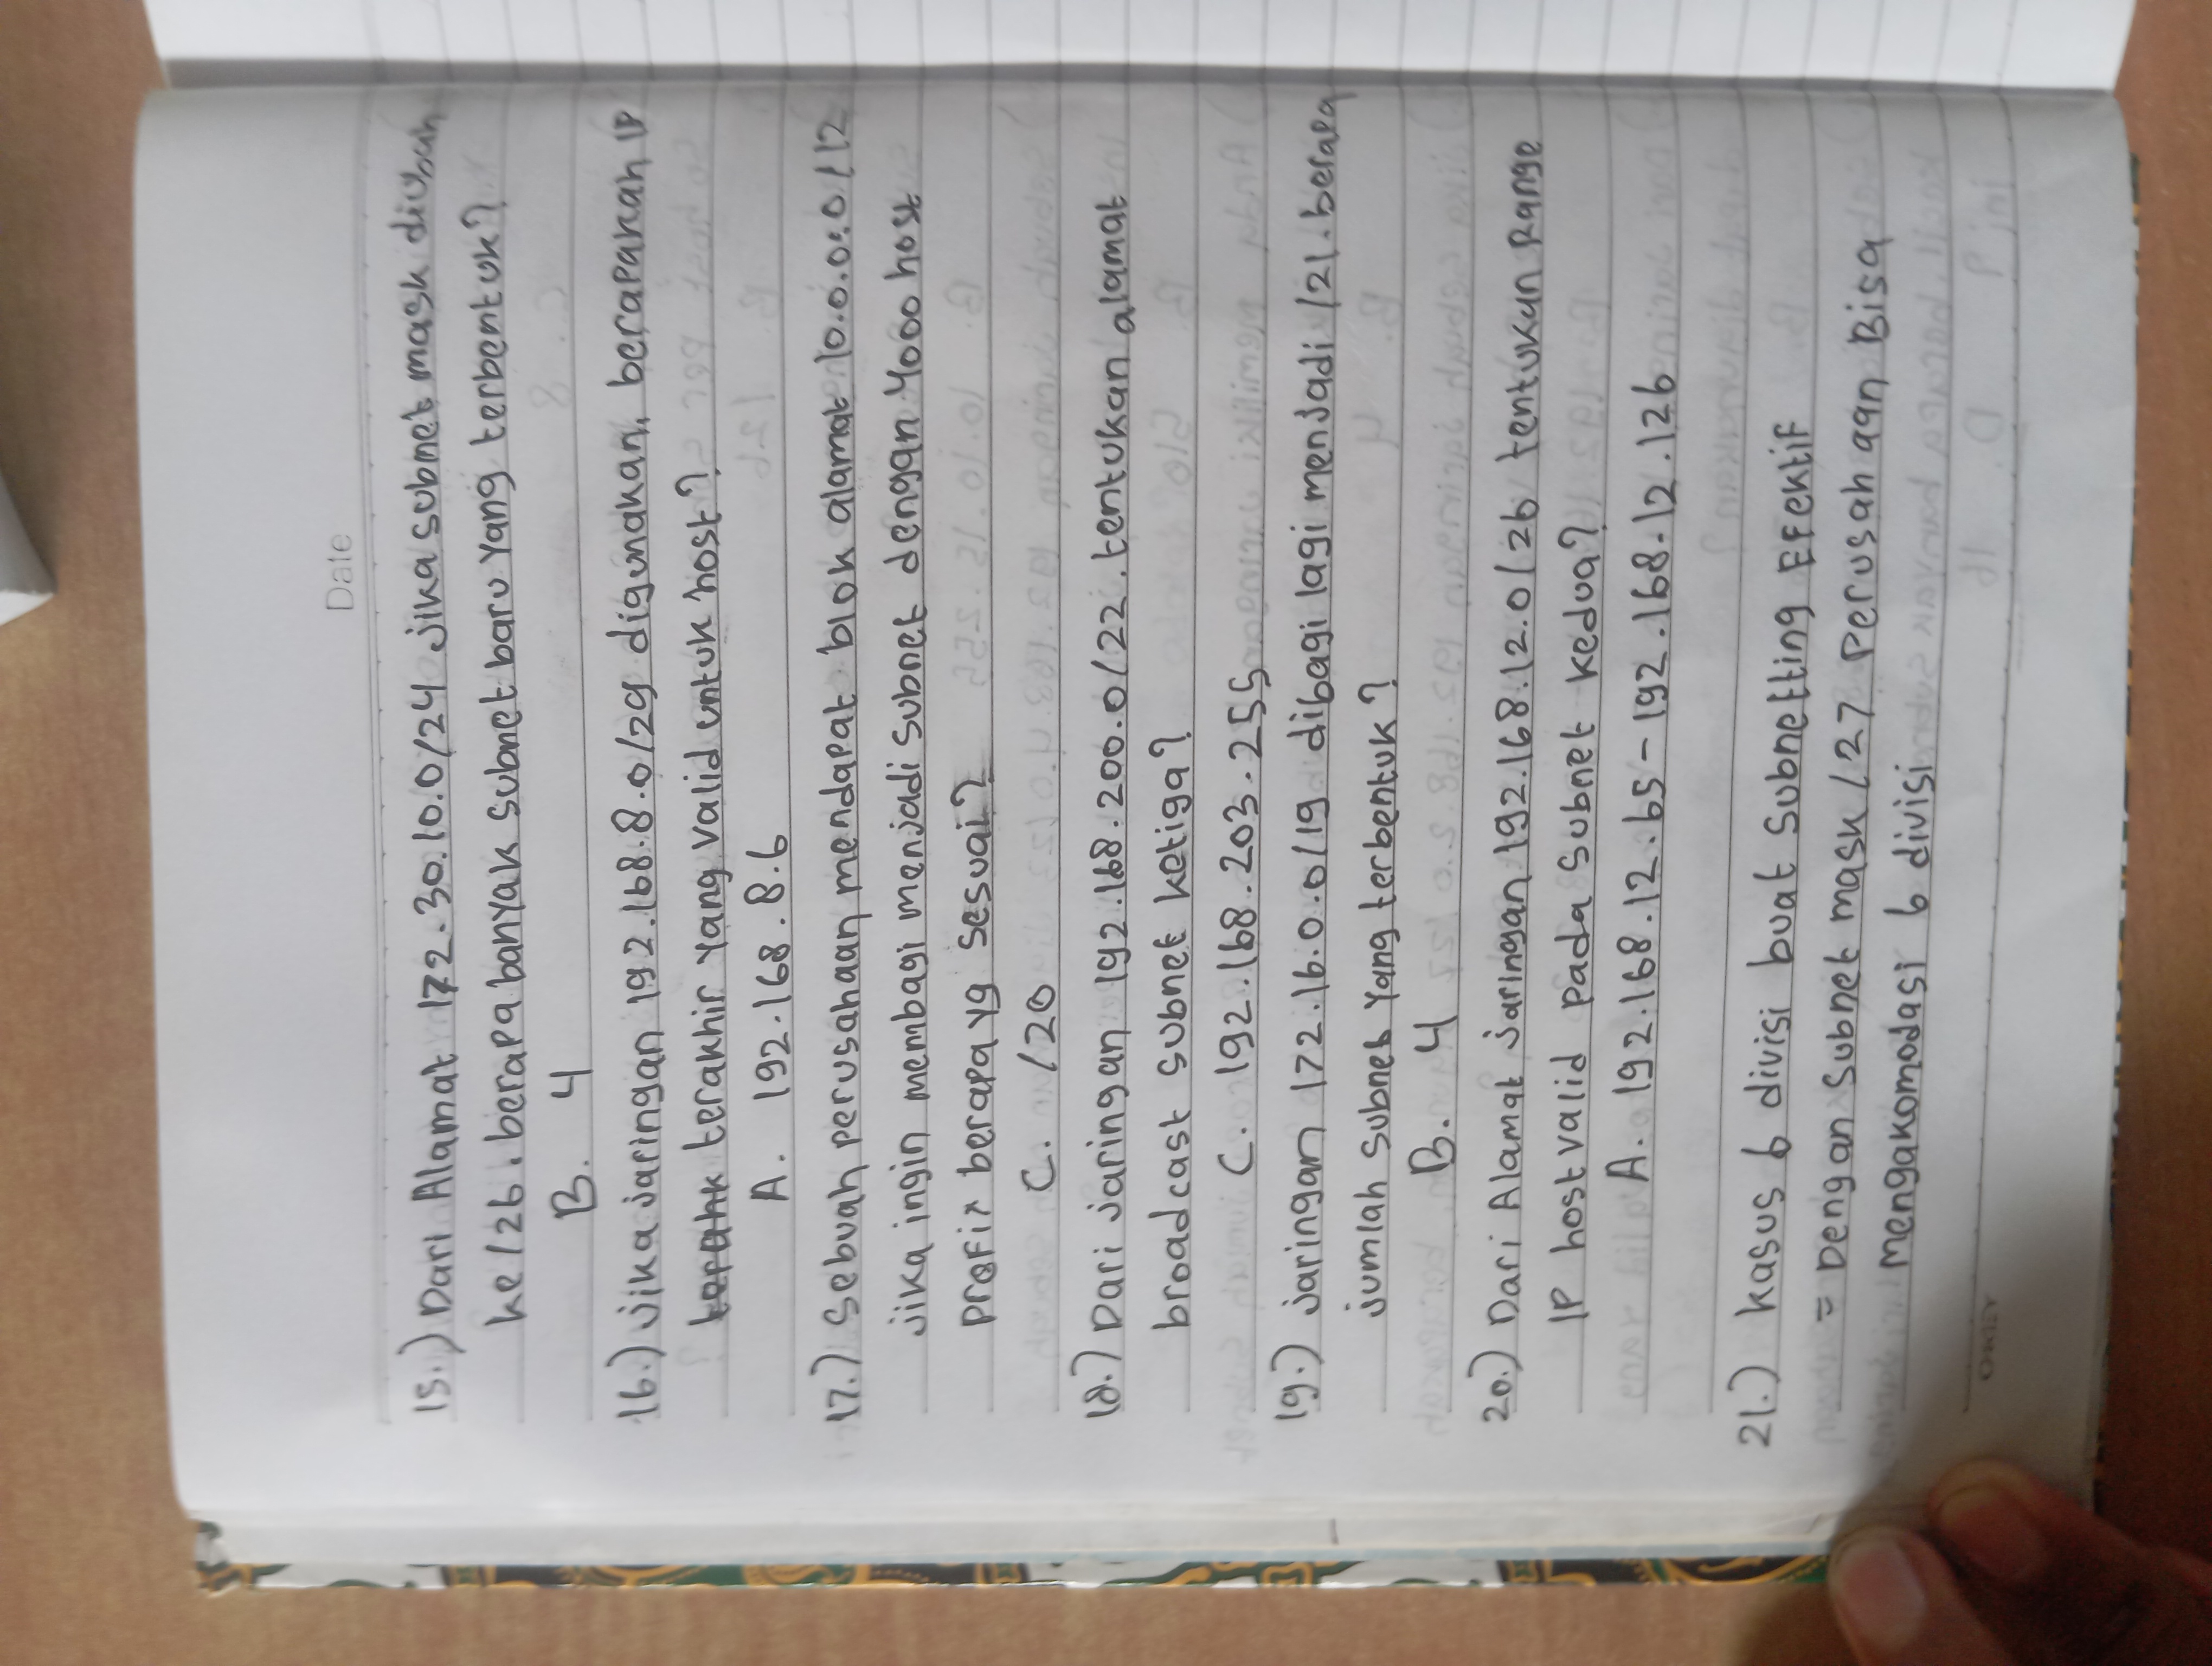 Date
15.) Dari Alamat 172.30.10.0/24 jika subnet mask diubah
ke /26. berapa banyak subnet baru yang terbentuk?
B. 4
16.) Jika jaringan 192.168.8.0/29 digunakan, berapakah IP
terakhir yang valid untuk host?
A. 192.168.8.6
17.) Sebuah perusahaan mendapat blok alamat 10.0.0.0/12
jika ingin membagi menjadi subnet dengan 4000 host
prefix berapa yg sesuai?
C. /20
18.) Dari jaringan 192.168.200.0/22. tentukan alamat
broadcast subnet ketiga?
C. 192.168.203.255
19.) jaringan 172.16.0.0/19 dibagi lagi menjadi /21. berapa
jumlah subnet yang terbentuk?
B. 4
20.) Dari Alamat jaringan 192.168.12.0/26 tentukan Range
IP host valid pada subnet kedua?
A. 192.168.12.65 - 192.168.12.126
21.) Kasus 6 divisi buat subnetting Efektif
= Dengan subnet mask /27 Perusahaan Bisa
mengakomodasi 6 divisi